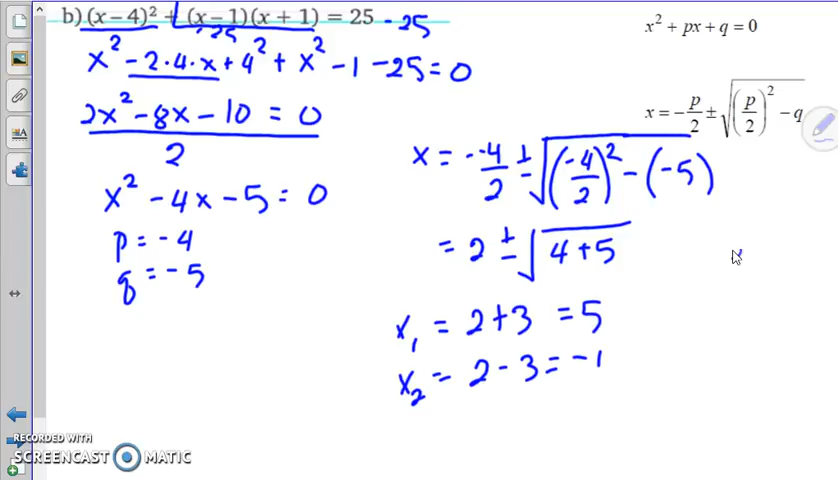 b) (x−4)² + (x−1)(x+1) = 25 -25
x² -2·4·x+4² + x² -1 -25=0
2x² -8x -10 = 0
2
x² -4x -5 = 0
p = -4
q = -5
x² + px + q = 0
x = −p/2 ± √((p/2)² − q)
x = - -4/2 ± √((-4/2)² - (-5))
= 2 ± √(4+5)
x₁ = 2+3 = 5
x₂ = 2-3 = -1
RECORDED WITH
SCREENCAST MATIC